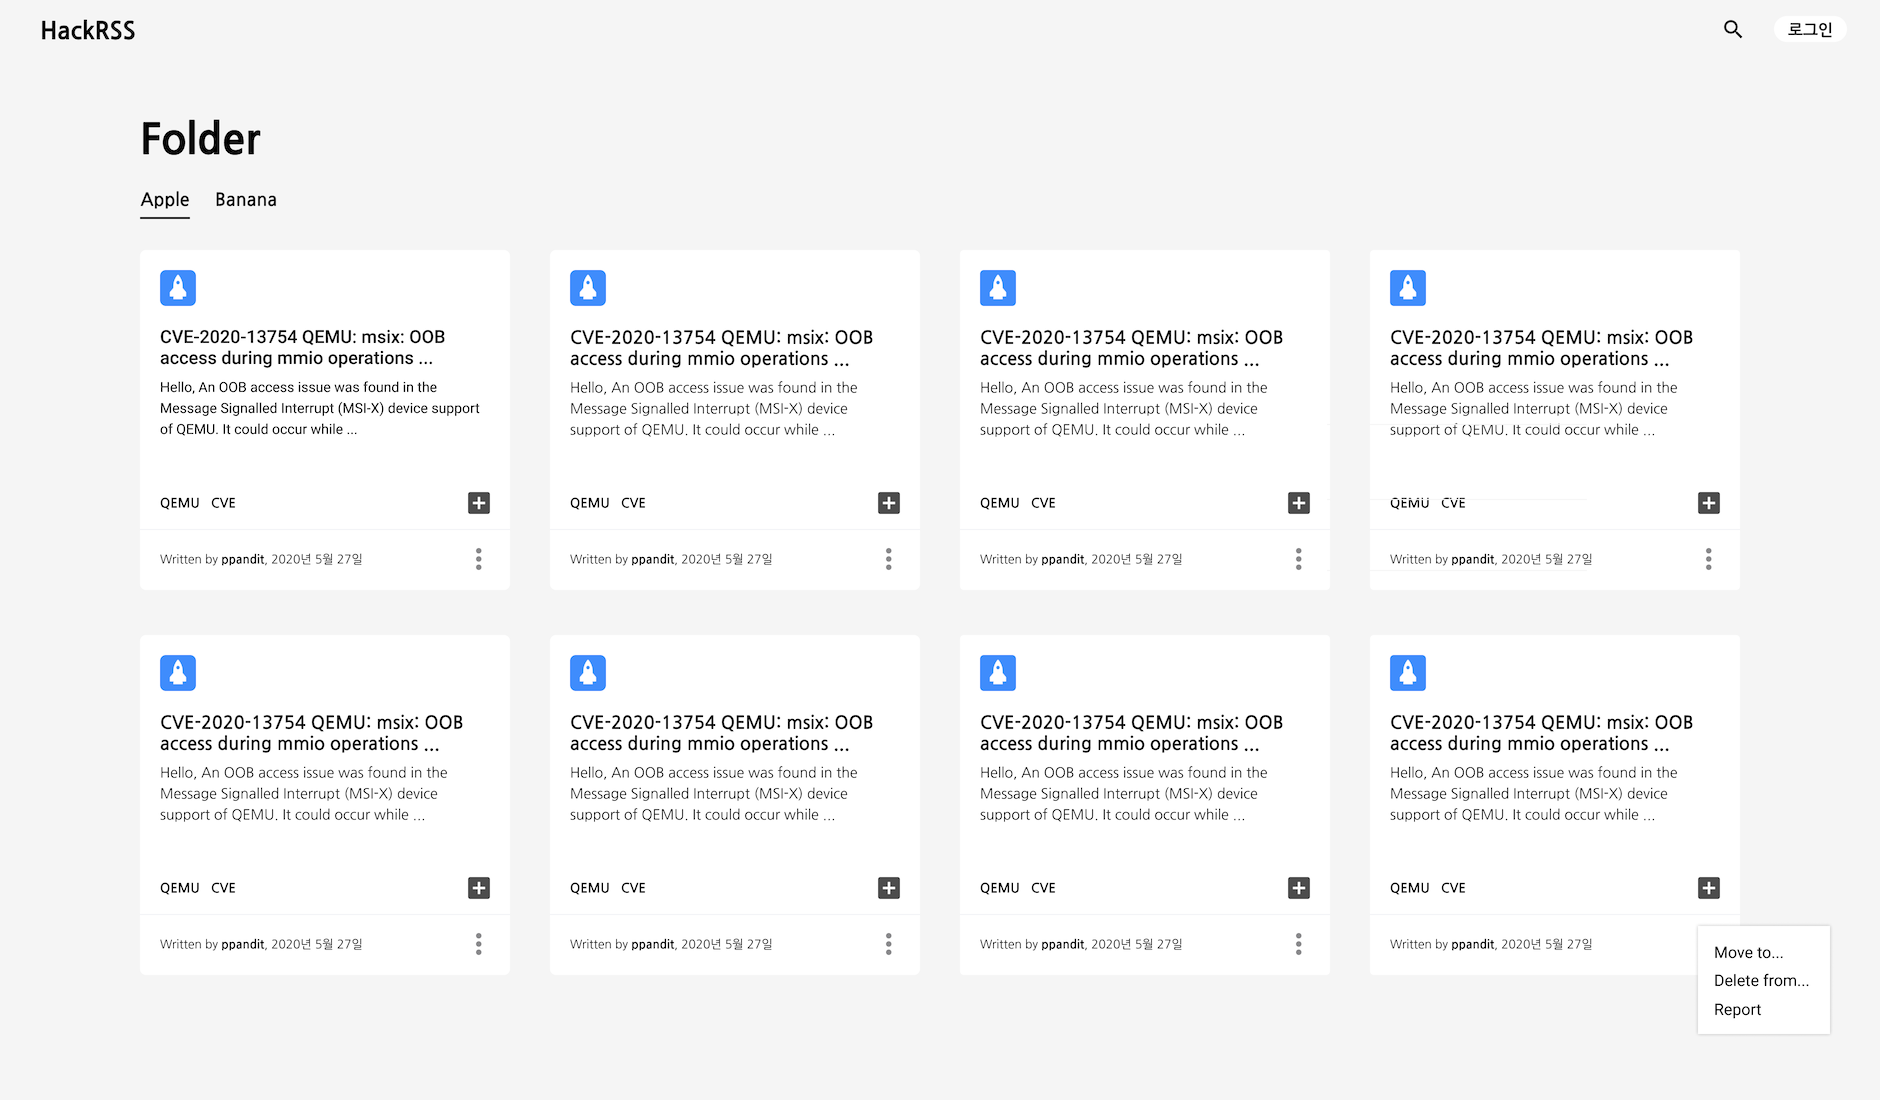 HackRSS
로그인
Folder
Apple Banana
CVE-2020-13754 QEMU: msix: OOB
access during mmio operations ...
Hello, An OOB access issue was found in the
Message Signalled Interrupt (MSI-X) device support
of QEMU. It could occur while ...
QEMU CVE
Written by ppandit, 2020년 5월 27일
CVE-2020-13754 QEMU: msix: OOB
access during mmio operations ...
Hello, An OOB access issue was found in the
Message Signalled Interrupt (MSI-X) device
support of QEMU. It could occur while ...
QEMU CVE
Written by ppandit, 2020년 5월 27일
CVE-2020-13754 QEMU: msix: OOB
access during mmio operations ...
Hello, An OOB access issue was found in the
Message Signalled Interrupt (MSI-X) device
support of QEMU. It could occur while ...
QEMU CVE
Written by ppandit, 2020년 5월 27일
CVE-2020-13754 QEMU: msix: OOB
access during mmio operations ...
Hello, An OOB access issue was found in the
Message Signalled Interrupt (MSI-X) device
support of QEMU. It could occur while ...
QEMU CVE
Written by ppandit, 2020년 5월 27일
CVE-2020-13754 QEMU: msix: OOB
access during mmio operations ...
Hello, An OOB access issue was found in the
Message Signalled Interrupt (MSI-X) device
support of QEMU. It could occur while ...
QEMU CVE
Written by ppandit, 2020년 5월 27일
CVE-2020-13754 QEMU: msix: OOB
access during mmio operations ...
Hello, An OOB access issue was found in the
Message Signalled Interrupt (MSI-X) device
support of QEMU. It could occur while ...
QEMU CVE
Written by ppandit, 2020년 5월 27일
CVE-2020-13754 QEMU: msix: OOB
access during mmio operations ...
Hello, An OOB access issue was found in the
Message Signalled Interrupt (MSI-X) device
support of QEMU. It could occur while ...
QEMU CVE
Written by ppandit, 2020년 5월 27일
CVE-2020-13754 QEMU: msix: OOB
access during mmio operations ...
Hello, An OOB access issue was found in the
Message Signalled Interrupt (MSI-X) device
support of QEMU. It could occur while ...
QEMU CVE
Written by ppandit, 2020년 5월 27일
Move to...
Delete from...
Report